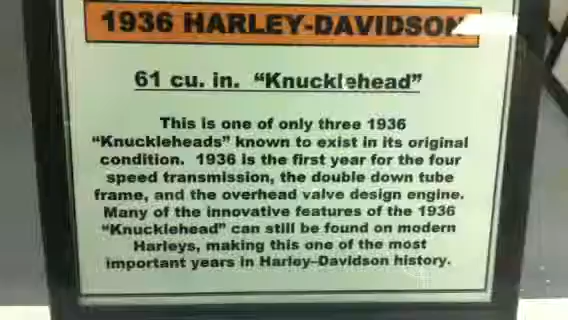 1936 HARLEY-DAVIDSON
61 cu. in. “Knucklehead”
This is one of only three 1936
“Knuckleheads” known to exist in its original
condition. 1936 is the first year for the four
speed transmission, the double down tube
frame, and the overhead valve design engine.
Many of the innovative features of the 1936
“Knucklehead” can still be found on modern
Harleys, making this one of the most
important years in Harley-Davidson history.